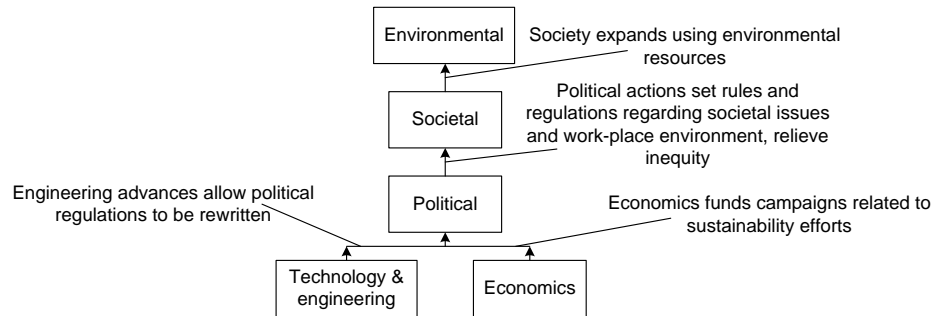 Environmental
Society expands using environmental
resources
Societal
Political actions set rules and
regulations regarding societal issues
and work-place environment, relieve
inequity
Engineering advances allow political
regulations to be rewritten
Political
Economics funds campaigns related to
sustainability efforts
Technology &
engineering
Economics